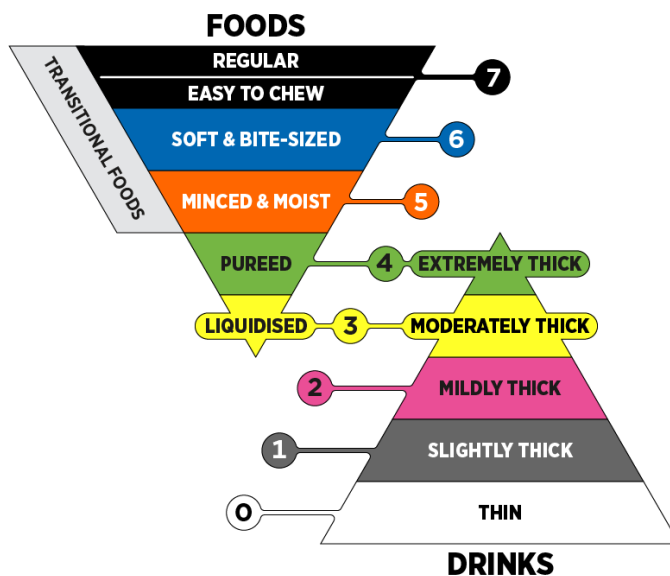 FOODS
REGULAR
EASY TO CHEW
7
TRANSITIONAL FOODS
SOFT & BITE-SIZED
6
MINCED & MOIST
5
PUREED
4
EXTREMELY THICK
LIQUIDISED
3
MODERATELY THICK
2
MILDLY THICK
1
SLIGHTLY THICK
0
THIN
DRINKS